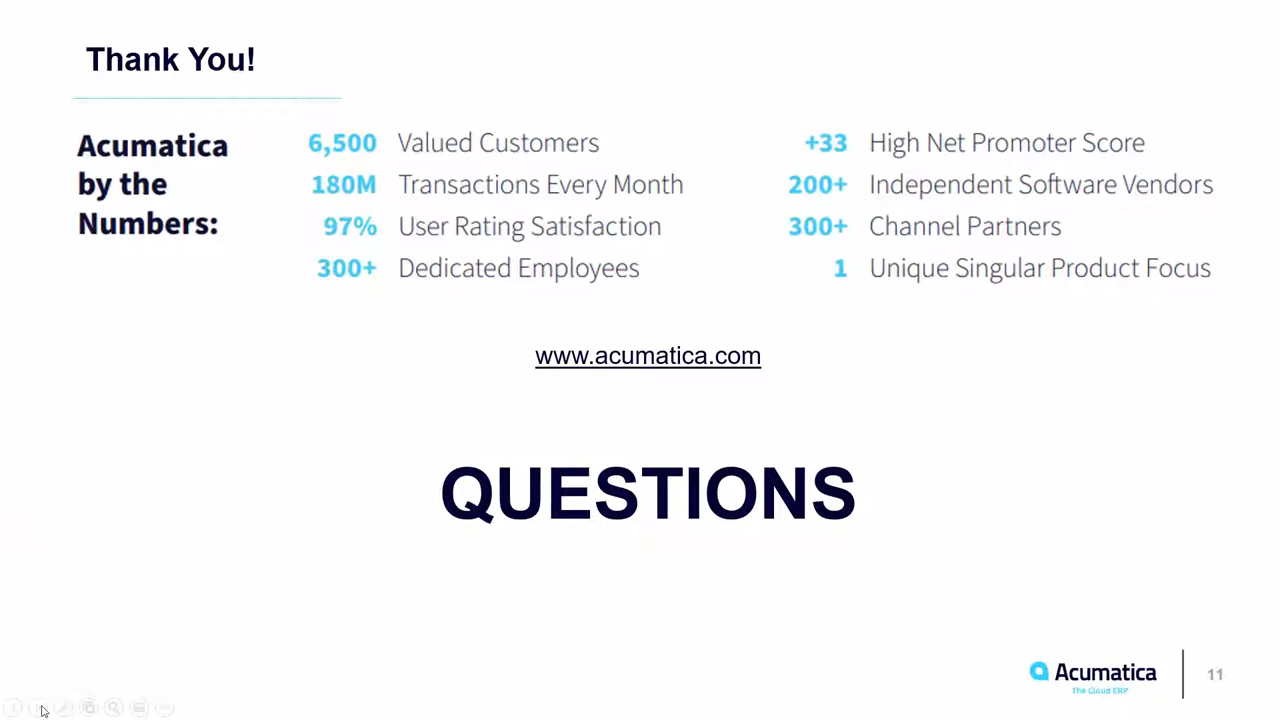 Thank You!
Acumatica
by the
Numbers:
6,500 Valued Customers
180M Transactions Every Month
97% User Rating Satisfaction
300+ Dedicated Employees
+33 High Net Promoter Score
200+ Independent Software Vendors
300+ Channel Partners
1 Unique Singular Product Focus
www.acumatica.com
QUESTIONS
Acumatica
The Cloud ERP
11